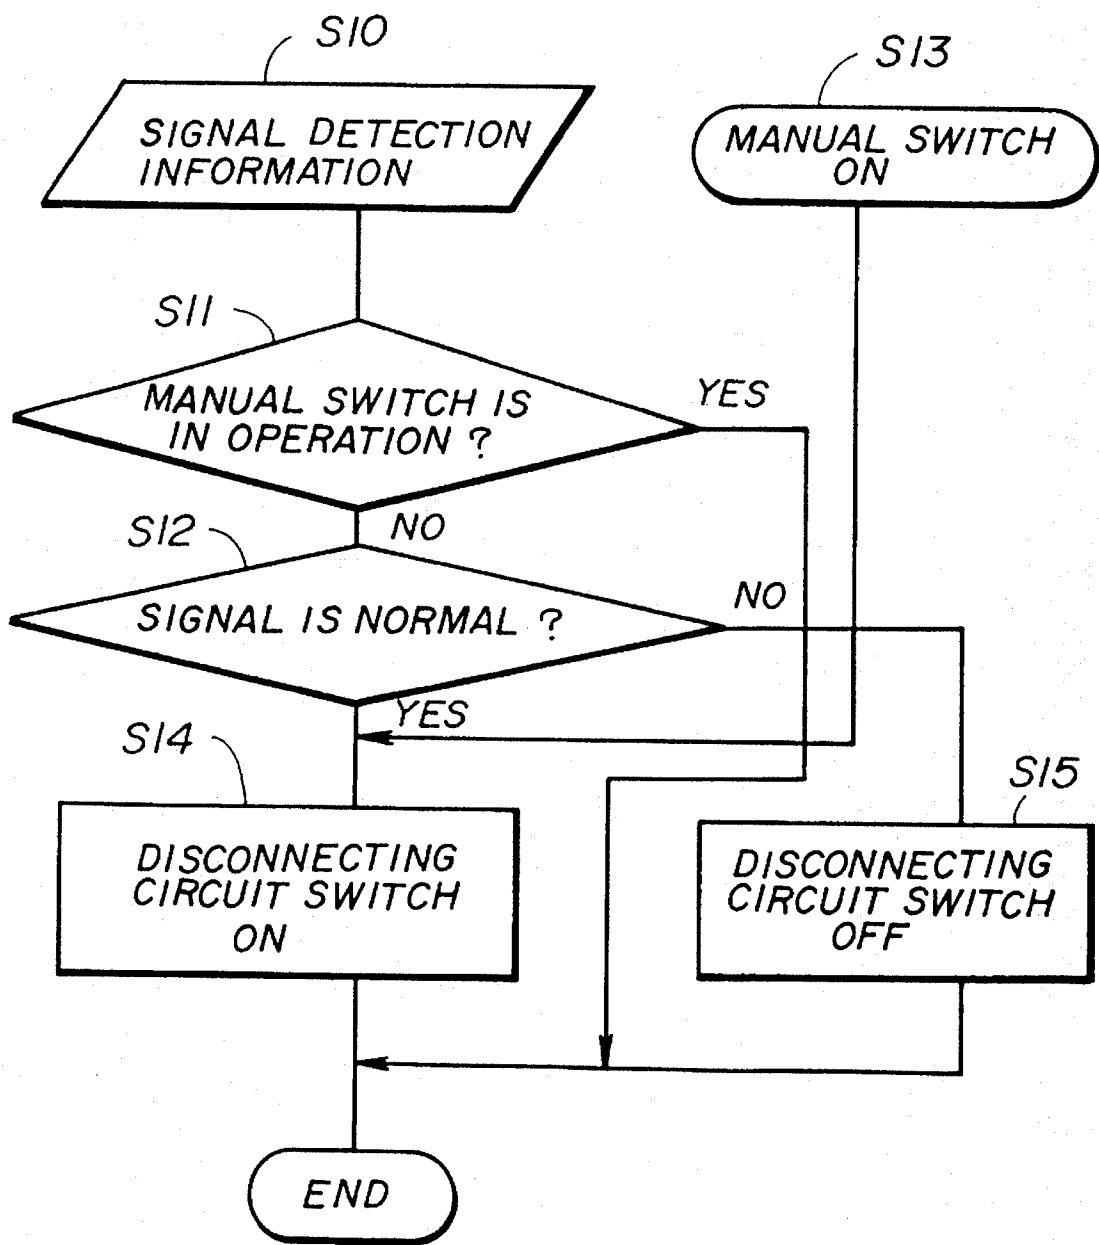 S10
SIGNAL DETECTION
INFORMATION
S13
MANUAL SWITCH
ON
S11
MANUAL SWITCH IS
IN OPERATION ?
YES
NO
S12
SIGNAL IS NORMAL ?
NO
YES
S14
DISCONNECTING
CIRCUIT SWITCH
ON
S15
DISCONNECTING
CIRCUIT SWITCH
OFF
END